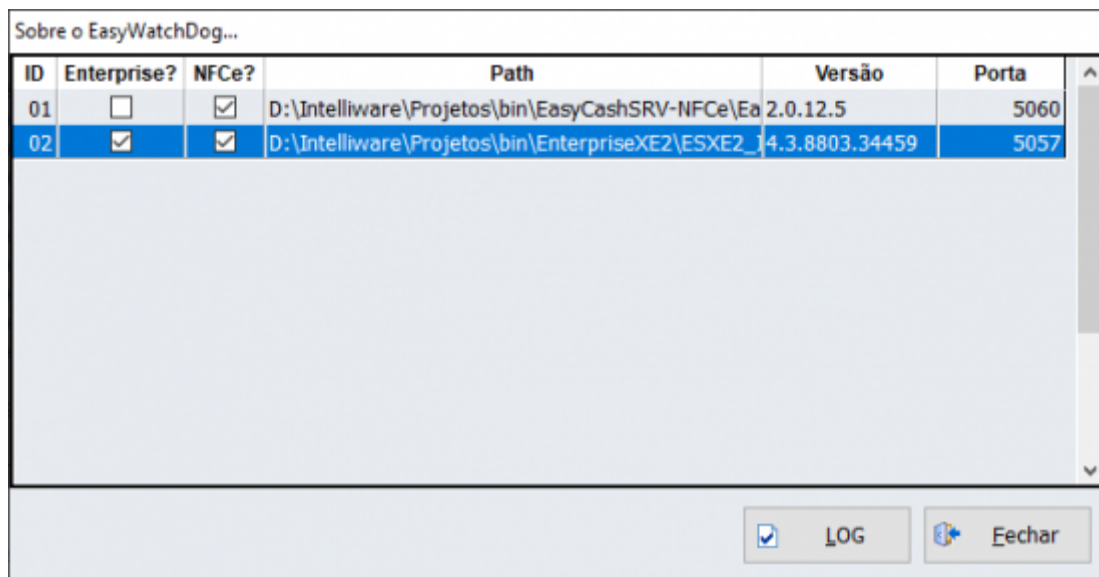 Sobre o EasyWatchDog...
ID Enterprise? NFCe? Path Versão Porta
01 D:\Intelliware\Projetos\bin\EasyCashSRV-NFCe\Ea 2.0.12.5 5060
02 D:\Intelliware\Projetos\bin\EnterpriseXE2\ESXE2_ 4.3.8803.34459 5057
LOG Fechar